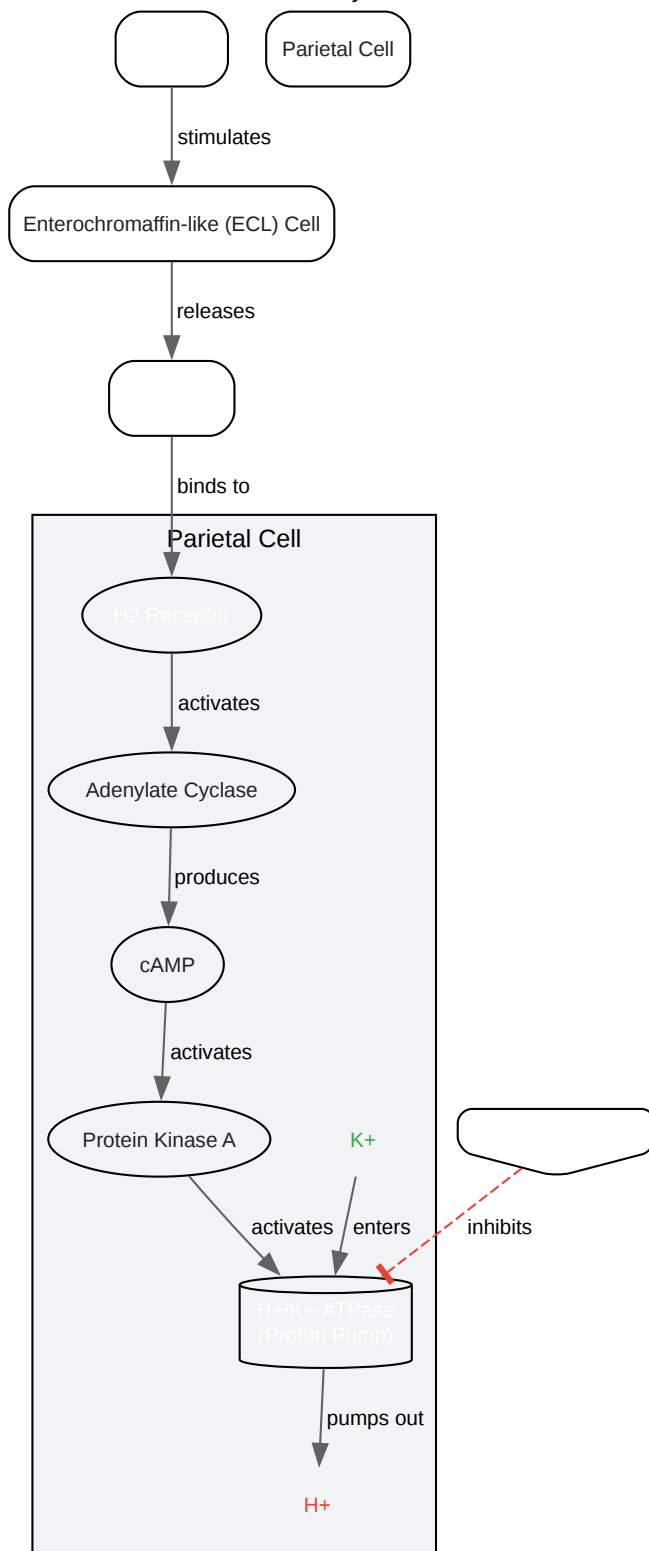 Parietal Cell
stimulates
Enterochromaffin-like (ECL) Cell
releases
binds to
Parietal Cell
H2 Receptor
activates
Adenylate Cyclase
produces
cAMP
activates
Protein Kinase A
K+
activates
enters
inhibits
H+/K+-ATPase
(Proton Pump)
pumps out
H+